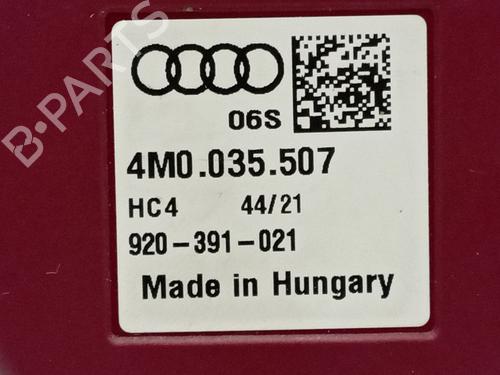 B-PARTS
06S
4M0.035.507
HC4 44/21
920-391-021
Made in Hungary